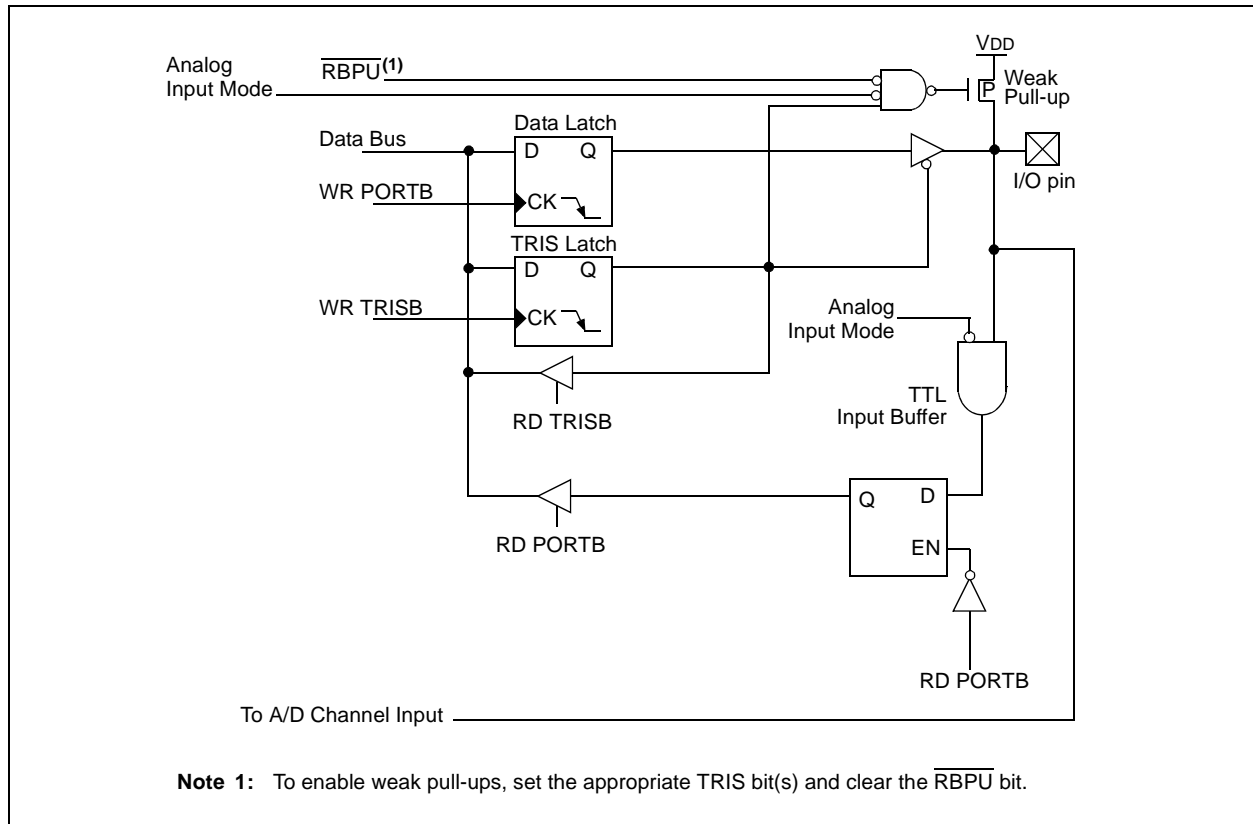 VDD
Analog
Input Mode
RBPU(1)
P
Weak
Pull-up
Data Latch
Data Bus
D Q
I/O pin
WR PORTB
CK
TRIS Latch
D Q
WR TRISB
CK
Analog
Input Mode
RD TRISB
TTL
Input Buffer
Q D
RD PORTB
EN
RD PORTB
To A/D Channel Input
Note 1: To enable weak pull-ups, set the appropriate TRIS bit(s) and clear the RBPU bit.